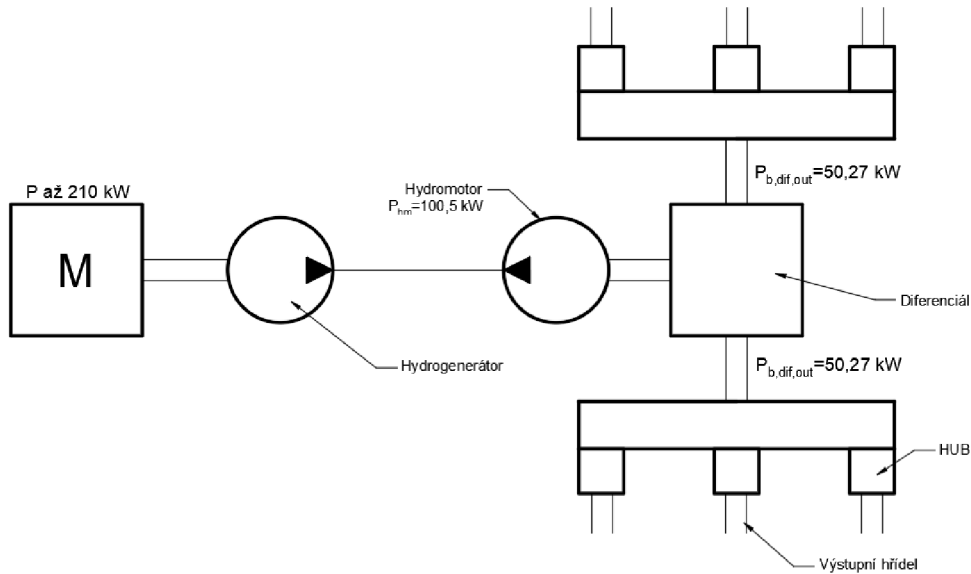 P až 210 kW
M
Hydrogenerátor
Hydromotor
P_hm=100,5 kW
P_b,dif,out=50,27 kW
Diferenciál
P_b,dif,out=50,27 kW
HUB
Výstupní hřídel